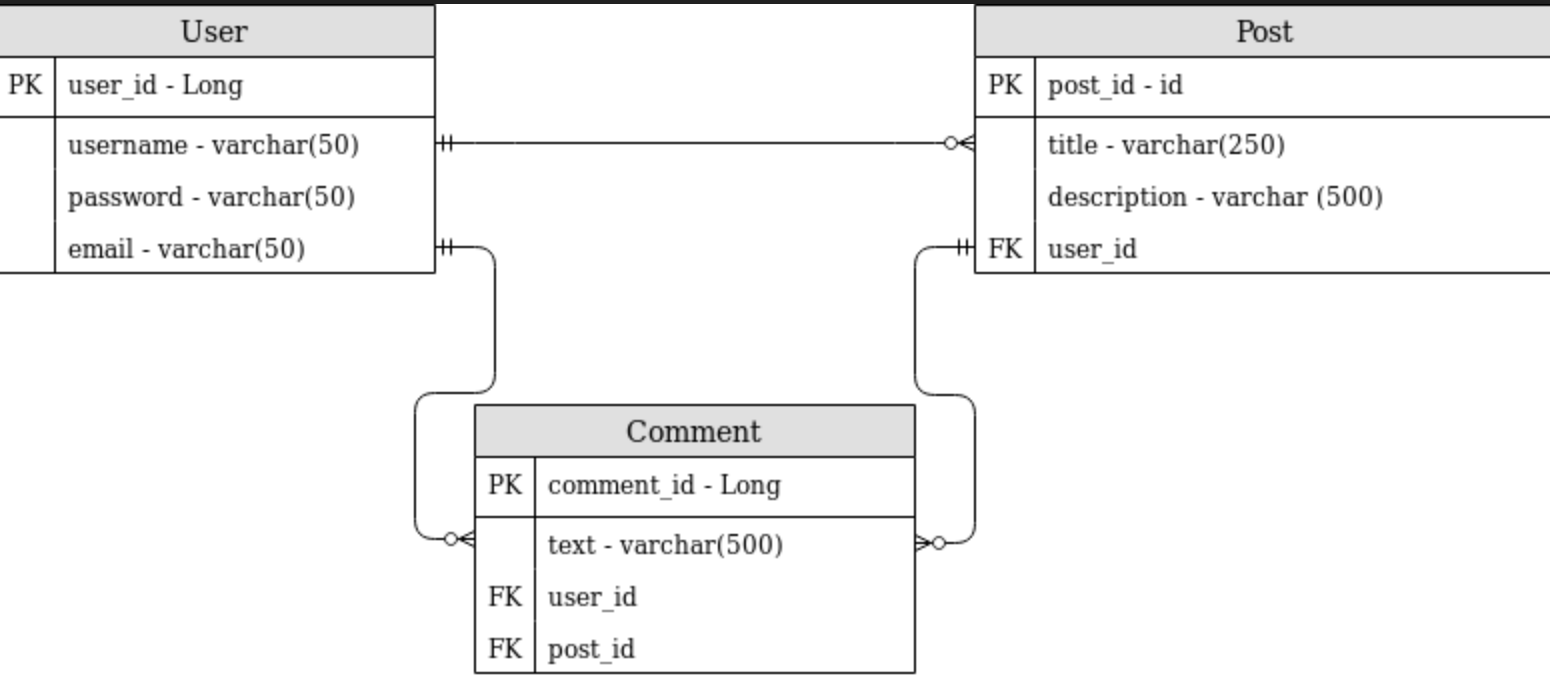 User
PK user_id - Long
username - varchar(50)
password - varchar(50)
email - varchar(50)
Post
PK post_id - id
title - varchar(250)
description - varchar (500)
FK user_id
Comment
PK comment_id - Long
text - varchar(500)
FK user_id
FK post_id